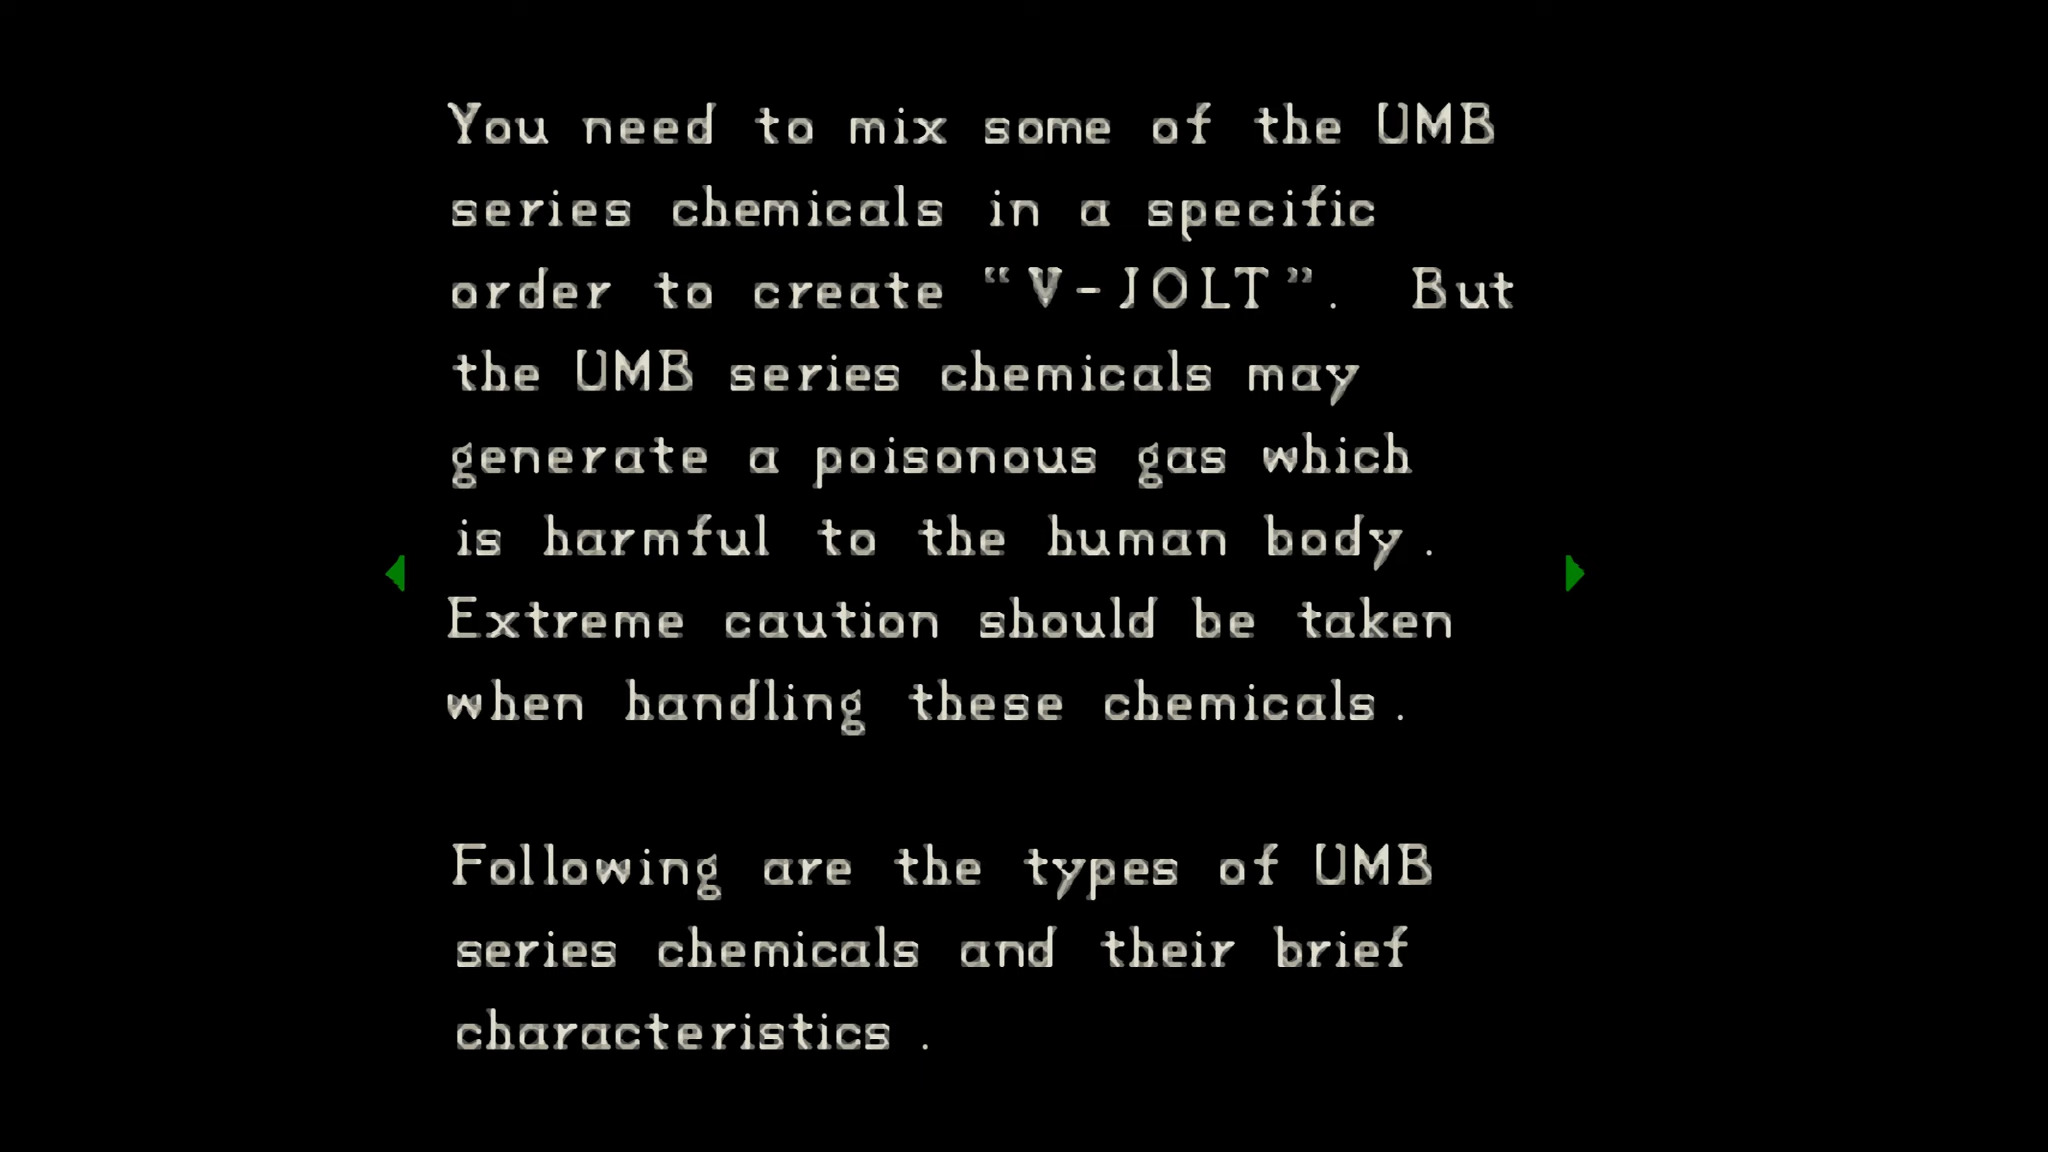 You need to mix some of the UMB
series chemicals in a specific
order to create “V-JOLT”. But
the UMB series chemicals may
generate a poisonous gas which
is harmful to the human body.
Extreme caution should be taken
when handling these chemicals.
Following are the types of UMB
series chemicals and their brief
characteristics.